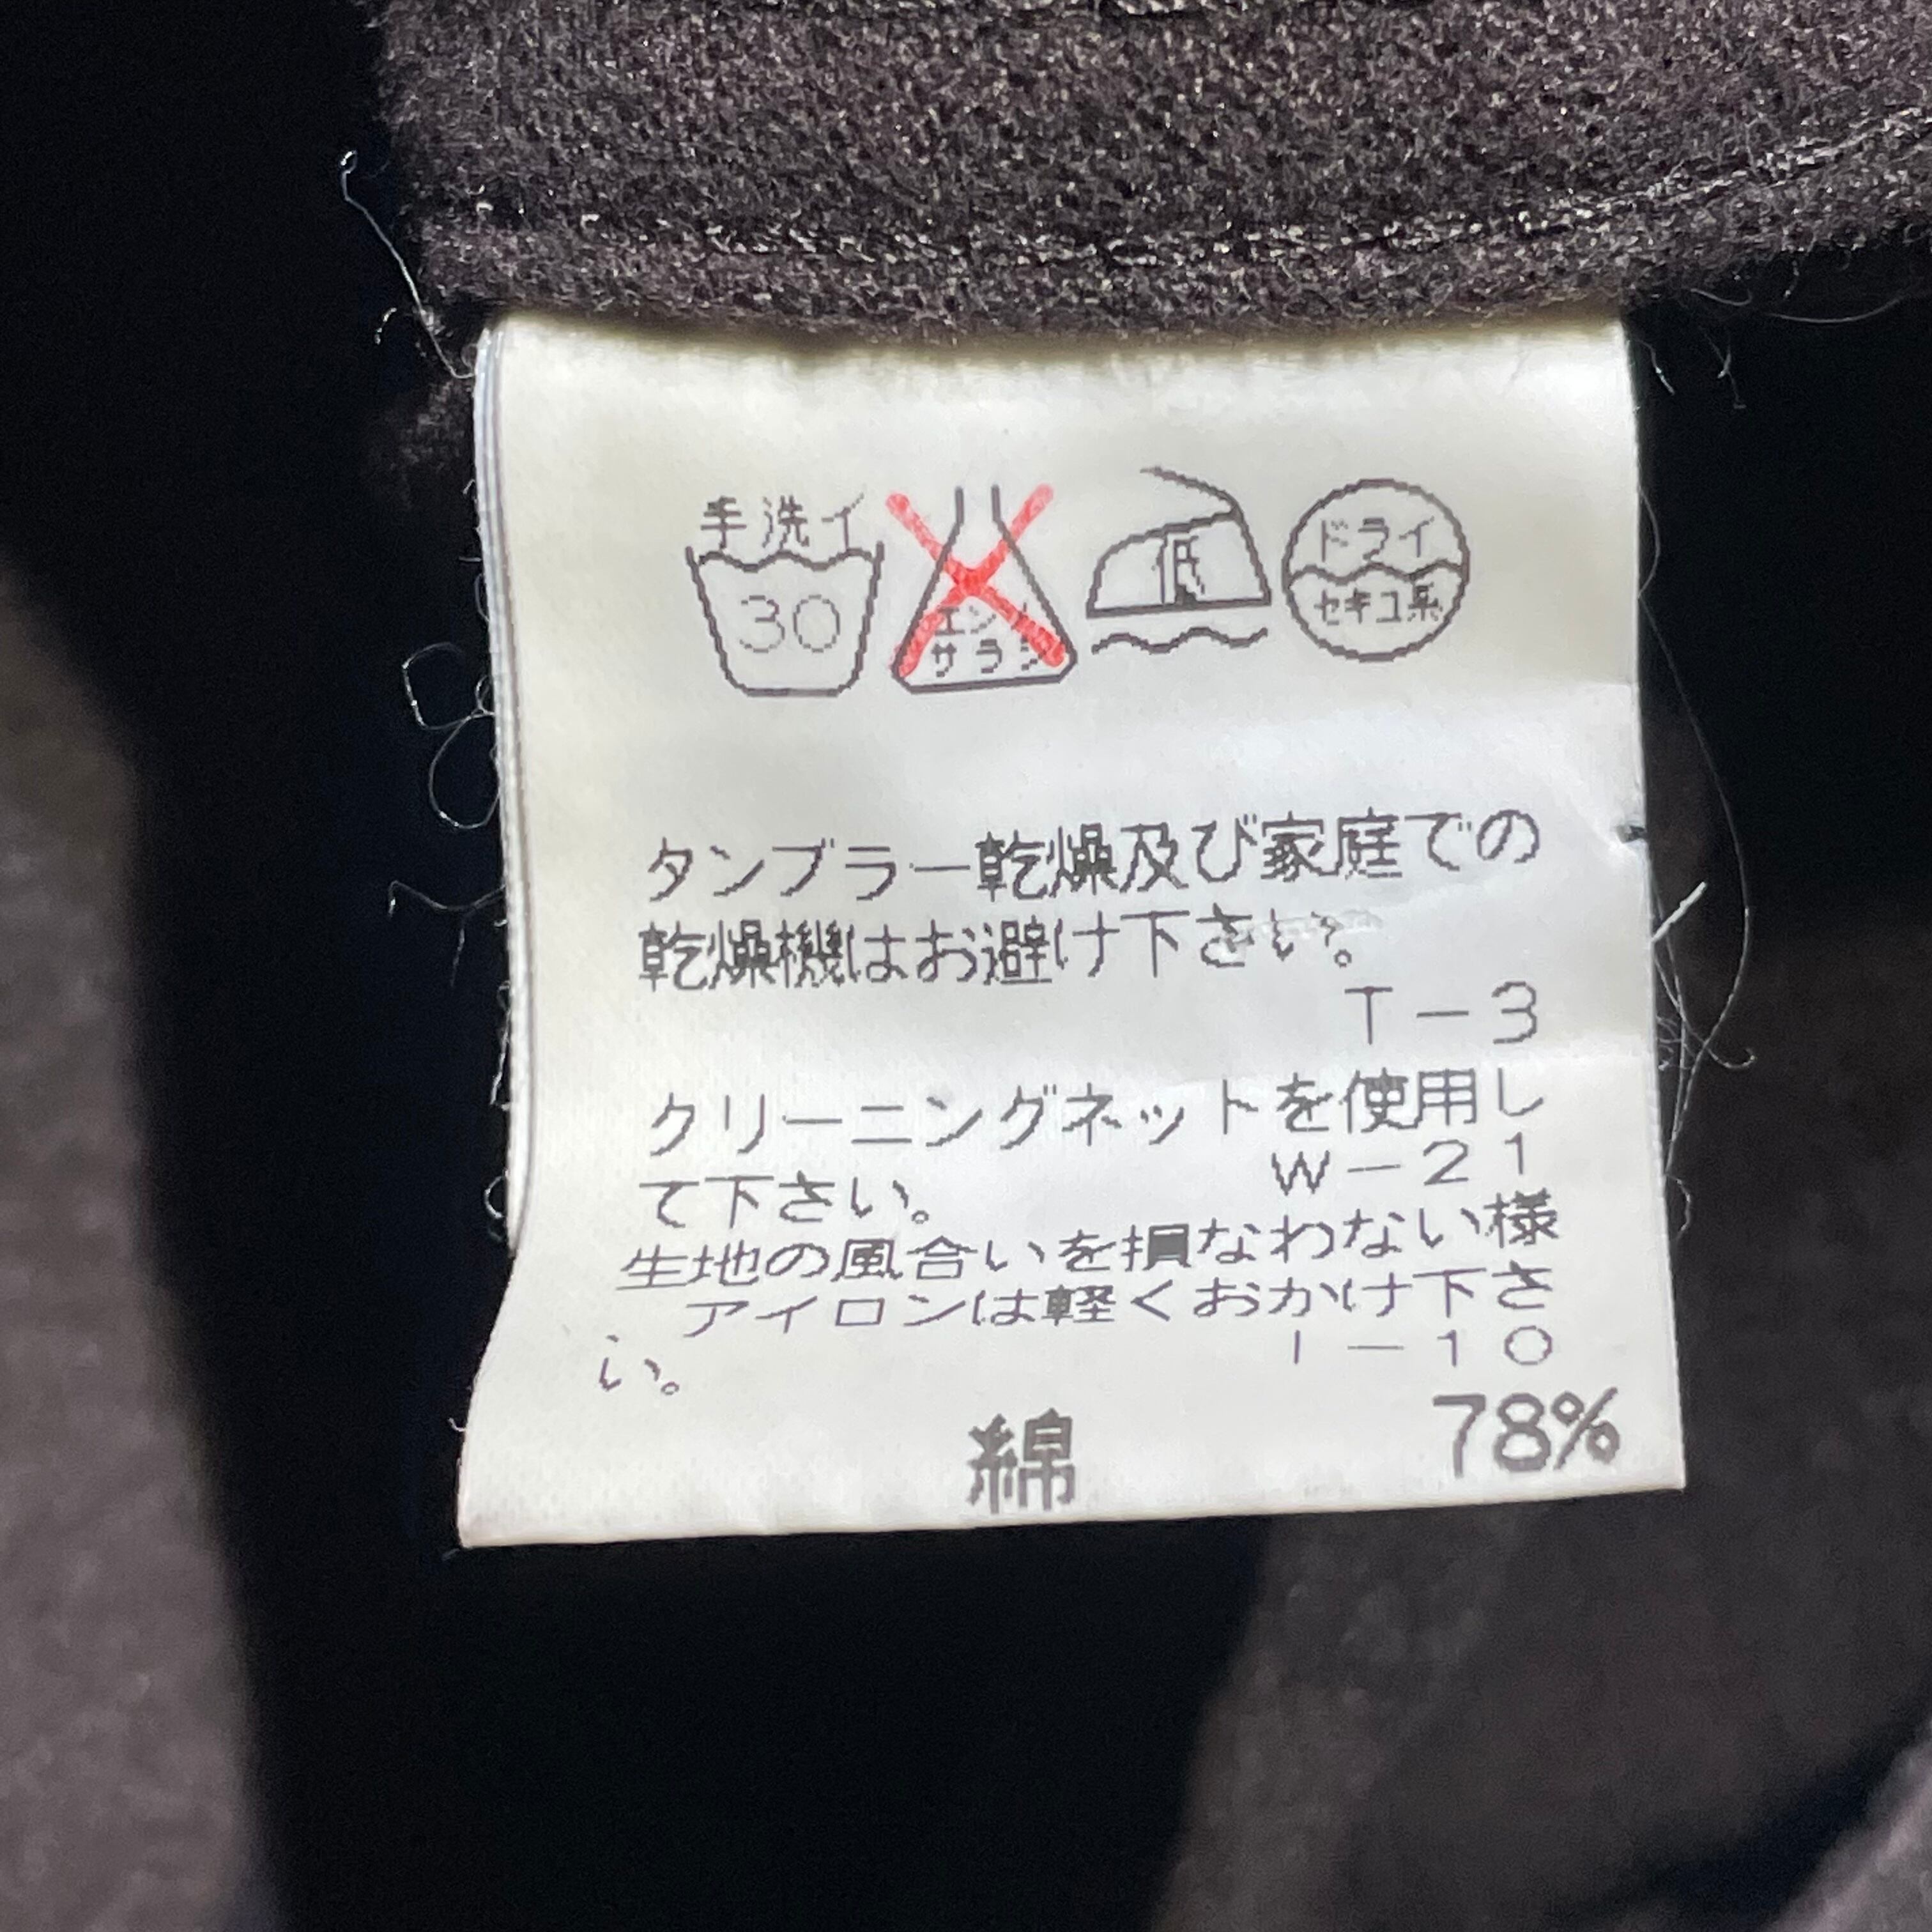 手洗イ
30
エンソ
サラシ
低
ドライ
セキユ系
タンブラー乾燥及び家庭での
乾燥機はお避け下さい。
T－3
クリーニングネットを使用し
て下さい。 W－21
生地の風合いを損なわない様
アイロンは軽くおかけ下さ
い。 I－10
綿 78%